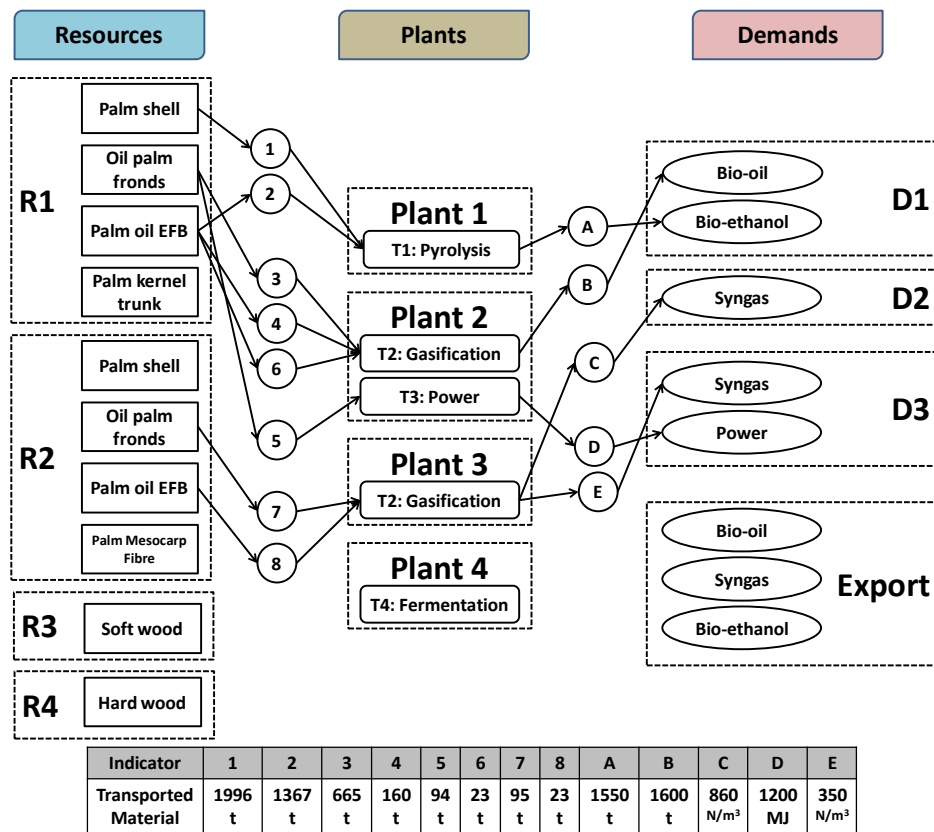 Resources
Plants
Demands
R1
Palm shell
Oil palm
fronds
Palm oil EFB
Palm kernel
trunk
R2
Palm shell
Oil palm
fronds
Palm oil EFB
Palm Mesocarp
Fibre
R3
Soft wood
R4
Hard wood
1
2
3
4
6
5
7
8
Plant 1
T1: Pyrolysis
Plant 2
T2: Gasification
T3: Power
Plant 3
T2: Gasification
Plant 4
T4: Fermentation
A
B
C
D
E
Bio-oil
Bio-ethanol
D1
Syngas
D2
Syngas
Power
D3
Bio-oil
Syngas
Bio-ethanol
Export
Indicator 1 2 3 4 5 6 7 8 A B C D E
Transported 1996 1367 665 160 94 23 95 23 1550 1600 860 1200 350
Material t t t t t t t t t t N/m³ MJ N/m³